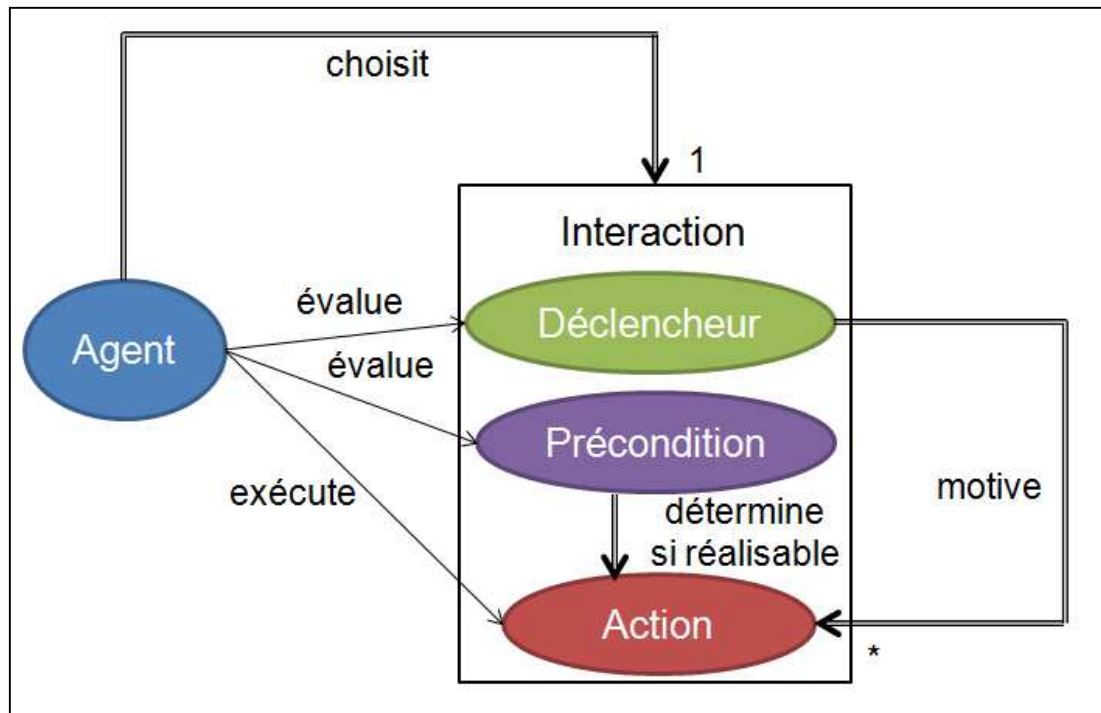 choisit
1
Interaction
évalue
Déclencheur
Agent
évalue
Précondition
exécute
motive
détermine
si réalisable
Action
*